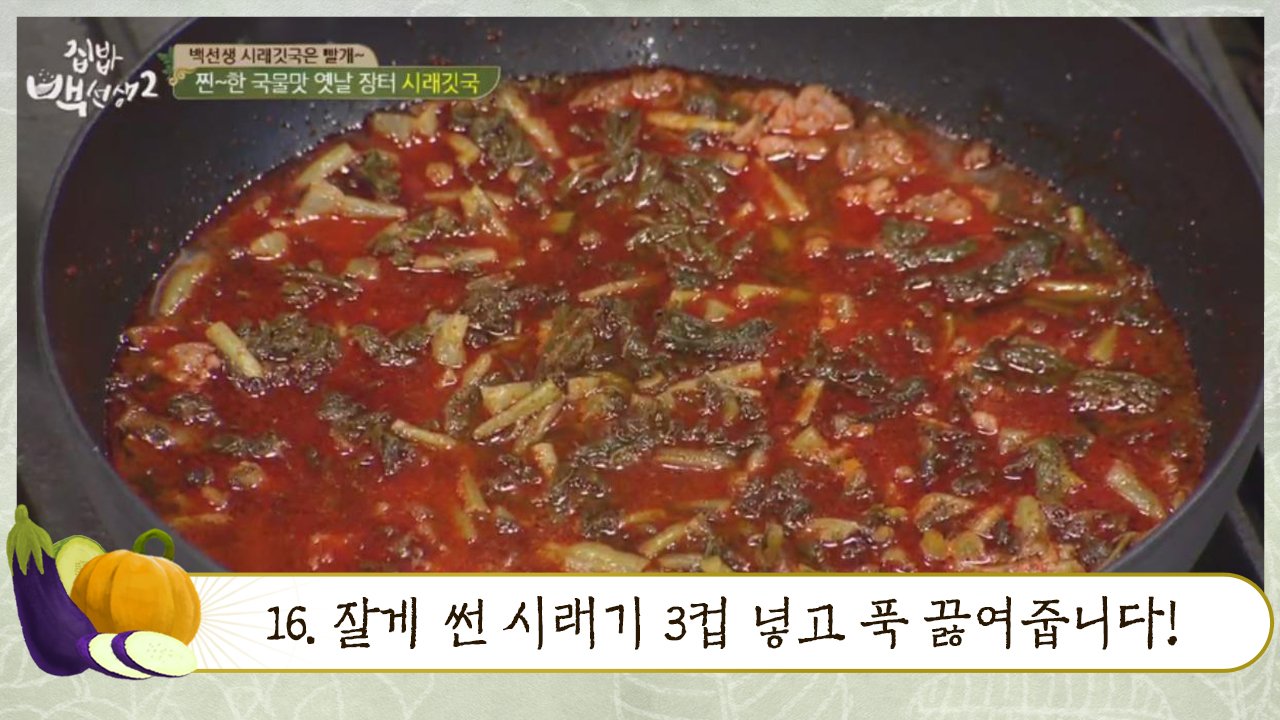 집밥
백선생2
백선생 시래깃국은 빨개~
찐~한 국물맛 옛날 장터 시래깃국
16. 잘게 썬 시래기 3컵 넣고 푹 끓여줍니다!